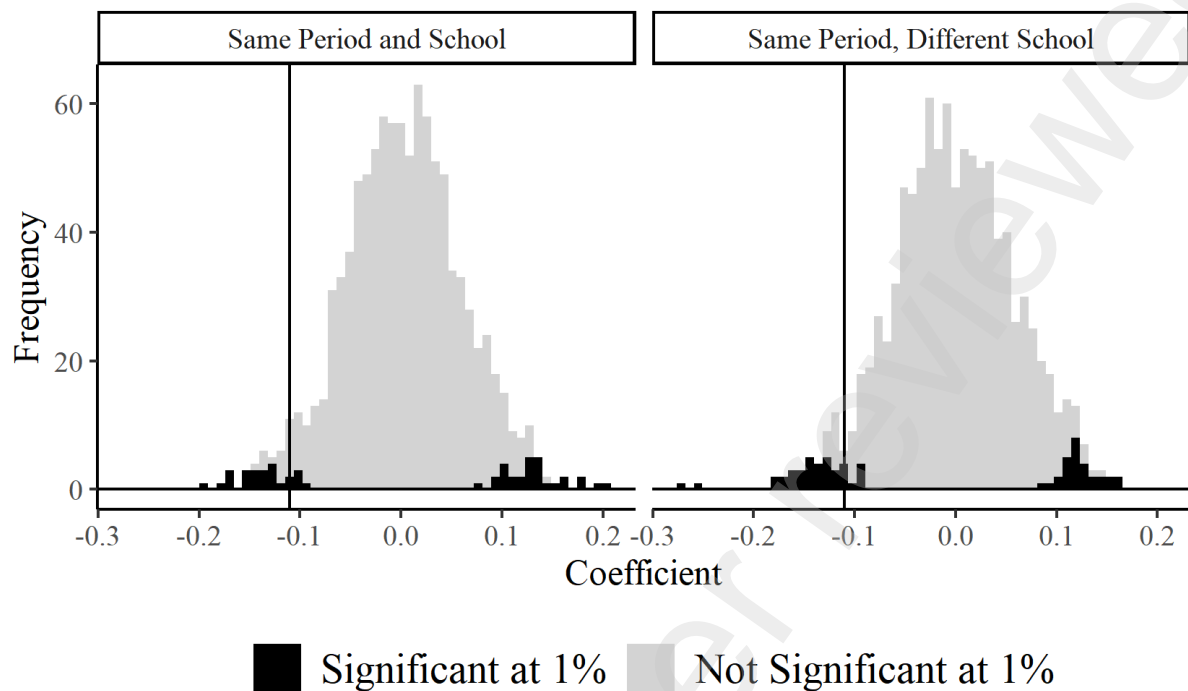 Same Period and School
Same Period, Different School
Frequency
60
40
20
0
-0.3 -0.2 -0.1 0.0 0.1 0.2
-0.3 -0.2 -0.1 0.0 0.1 0.2
Coefficient
Significant at 1% Not Significant at 1%
er reviewe